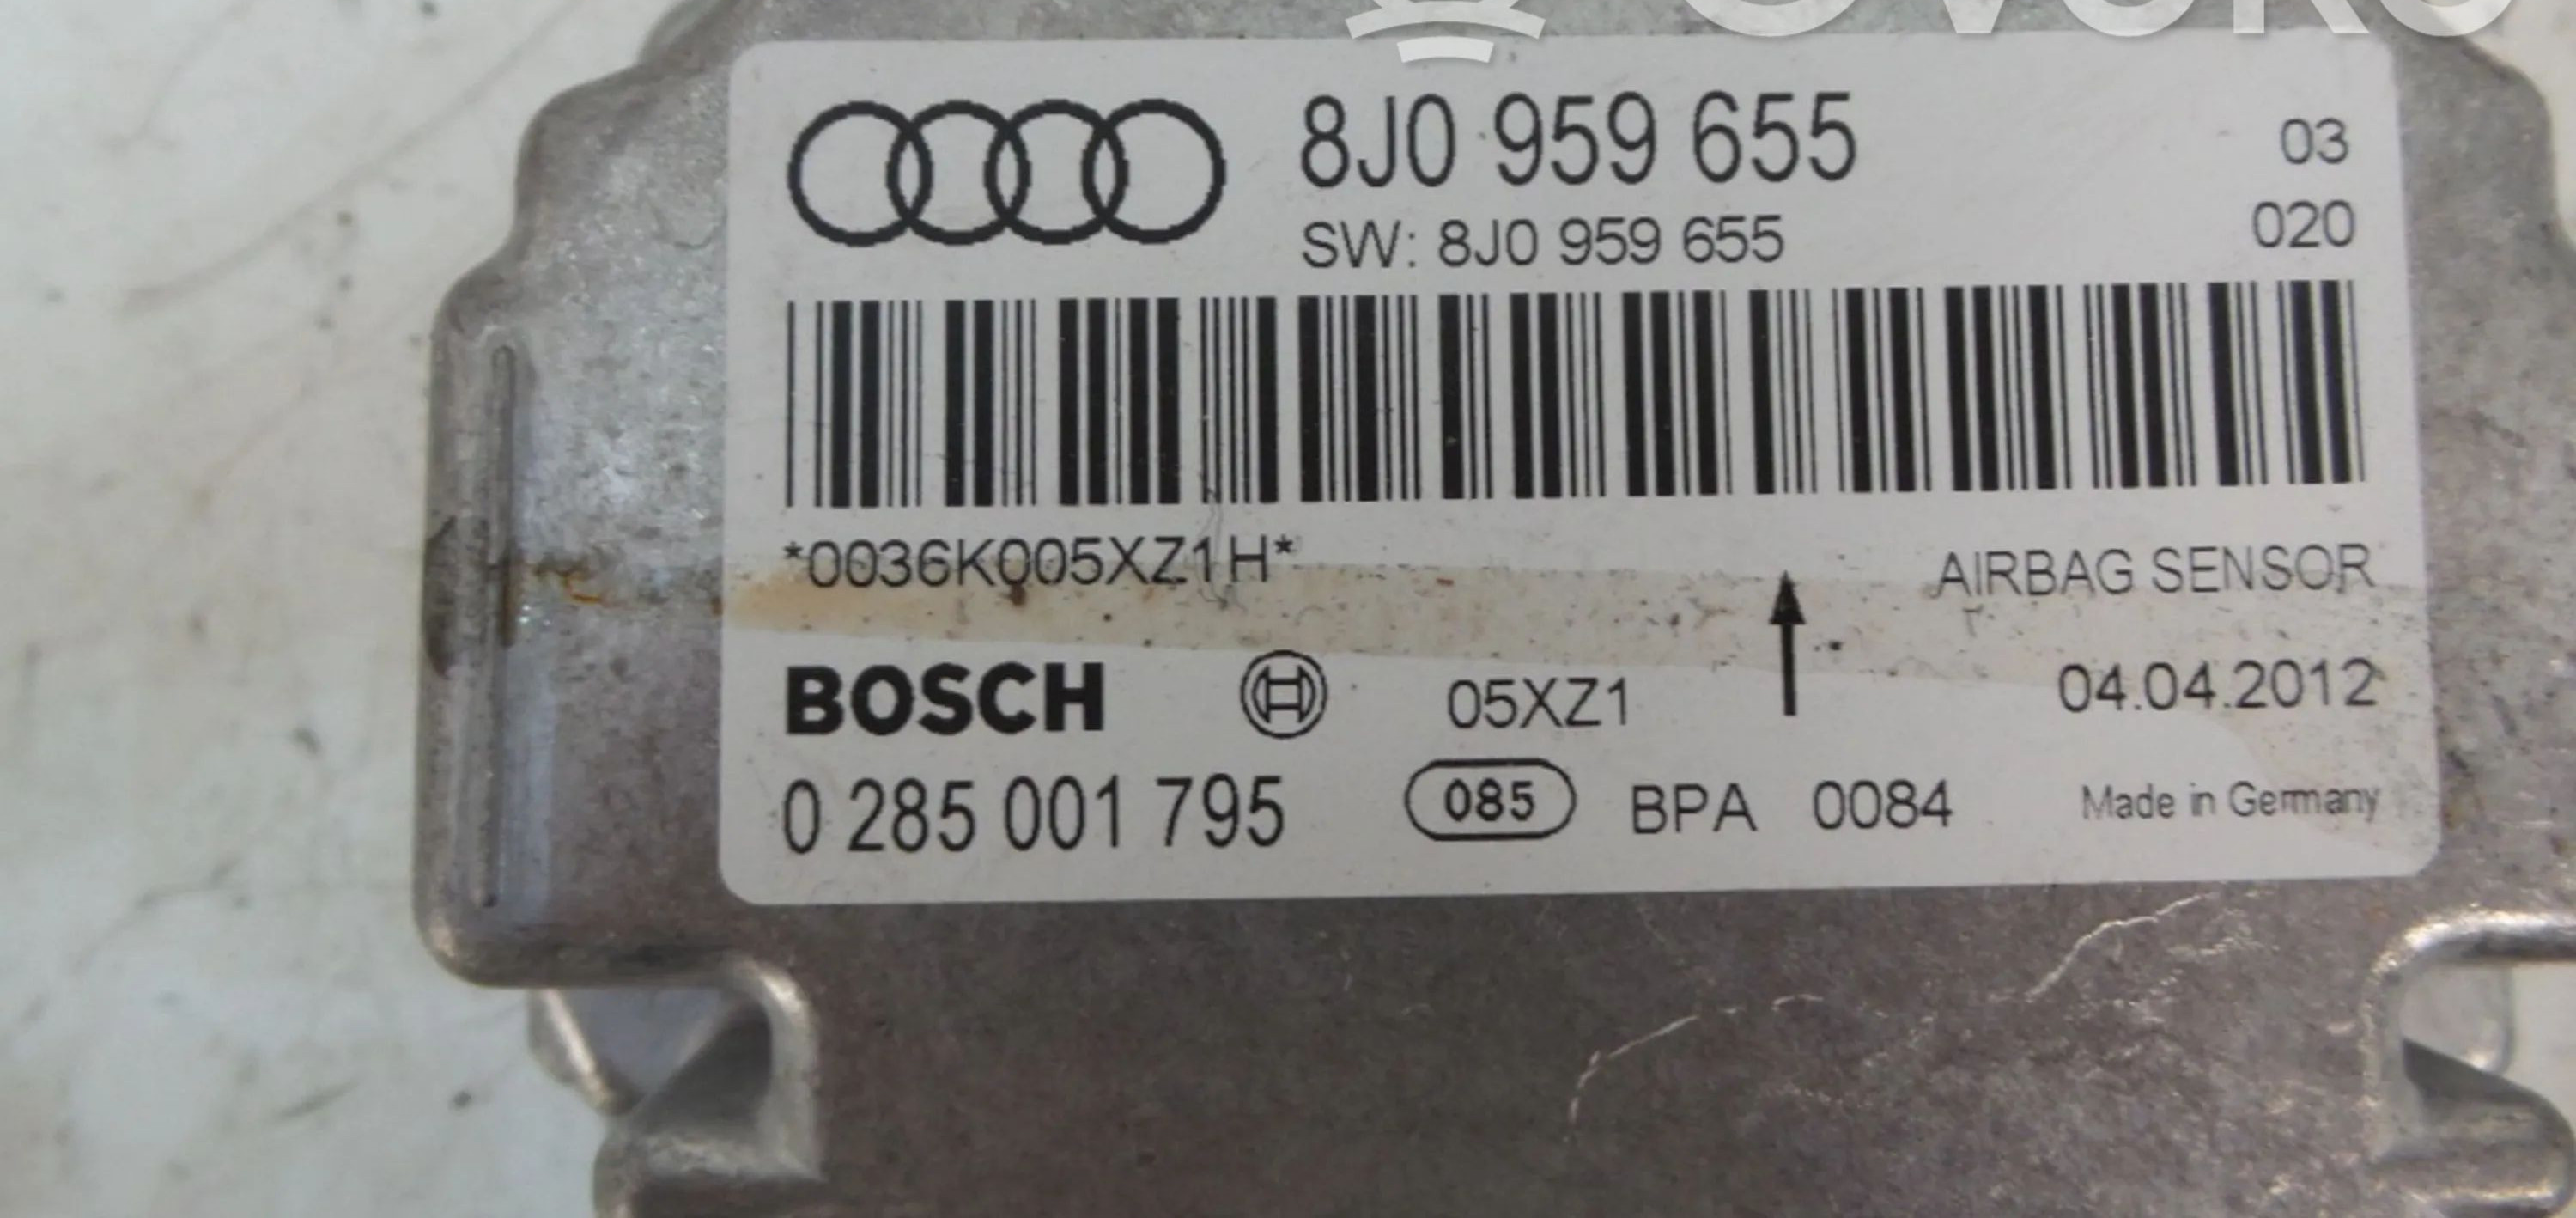 8J0 959 655 03
SW: 8J0 959 655 020
*0036K005XZ1H* AIRBAG SENSOR
BOSCH 05XZ1 04.04.2012
0 285 001 795 085 BPA 0084 Made in Germany